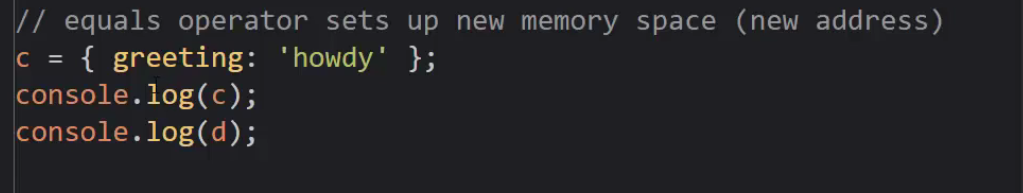 // equals operator sets up new memory space (new address)
c = { greeting: 'howdy' };
console.log(c);
console.log(d);